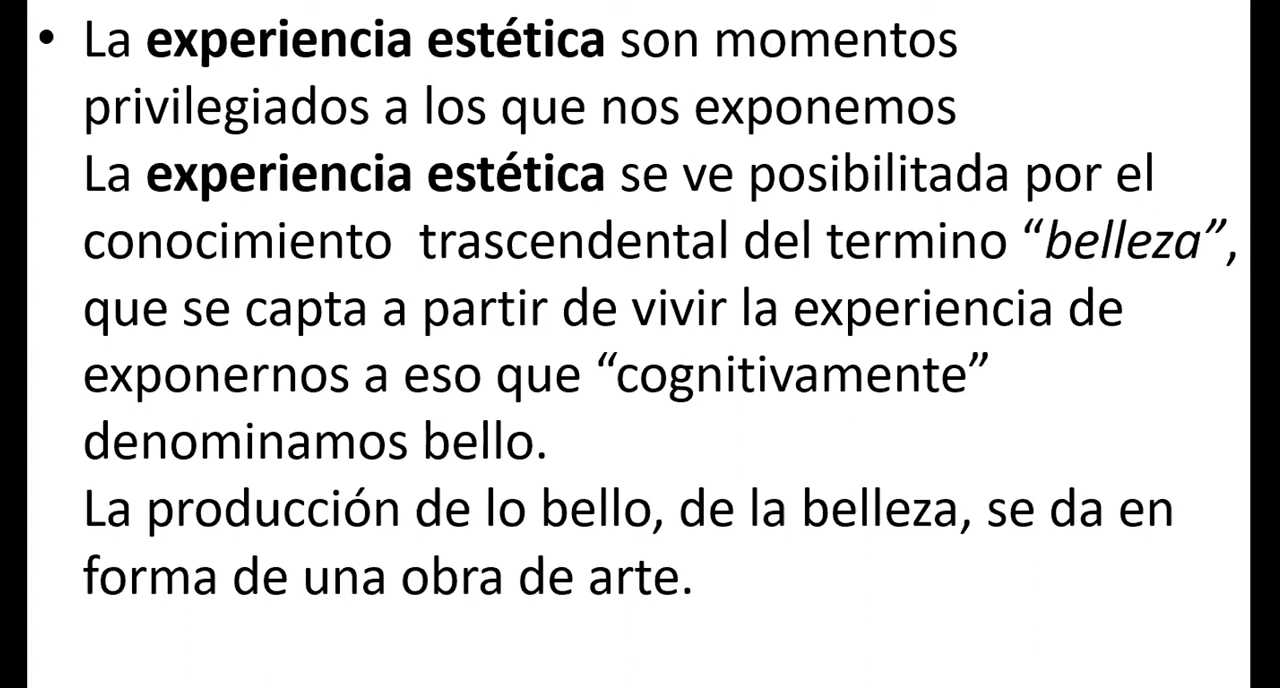 • La experiencia estética son momentos
privilegiados a los que nos exponemos
La experiencia estética se ve posibilitada por el
conocimiento  trascendental del termino “belleza”,
que se capta a partir de vivir la experiencia de
exponernos a eso que “cognitivamente”
denominamos bello.
La producción de lo bello, de la belleza, se da en
forma de una obra de arte.